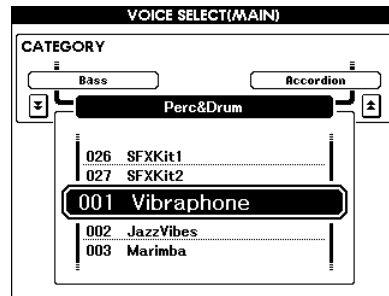 VOICE SELECT(MAIN)
CATEGORY
Bass
Accordion
Perc&Drum
026 SFXKit1
027 SFXKit2
001 Vibraphone
002 JazzVibes
003 Marimba